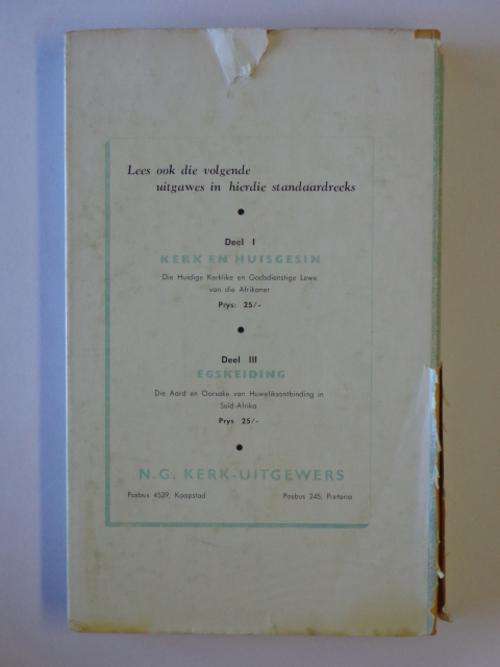 Lees ook die volgende
uitgawes in hierdie standaardreeks
Deel I
KERK EN HUISGESIN
Die Huidige Kerklike en Godsdienstige Lewe
van die Afrikaner
Prys: 25/-
Deel III
EGSKEIDING
Die Aard en Oorsake van Huweliksontbinding in
Suid-Afrika
Prys 25/-
N.G. KERK-UITGEWERS
Posbus 4539, Kaapstad Posbus 245, Pretoria